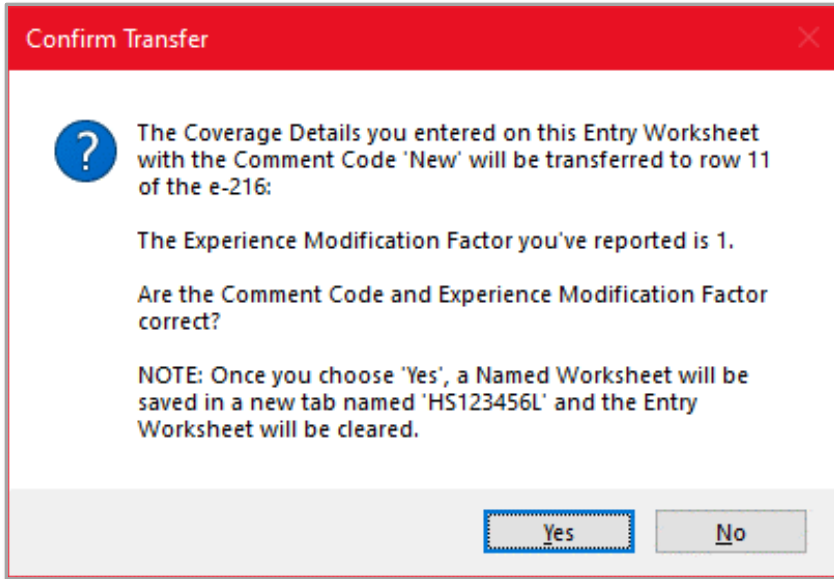 Confirm Transfer
The Coverage Details you entered on this Entry Worksheet
with the Comment Code 'New' will be transferred to row 11
of the e-216:
The Experience Modification Factor you've reported is 1.
Are the Comment Code and Experience Modification Factor
correct?
NOTE: Once you choose 'Yes', a Named Worksheet will be
saved in a new tab named 'HS123456L' and the Entry
Worksheet will be cleared.
Yes
No